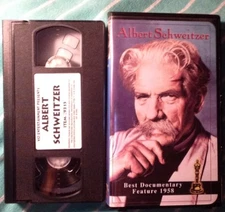 ALBERT
SCHWEITZER
Albert Schweitzer
Best Documentary
Feature 1958